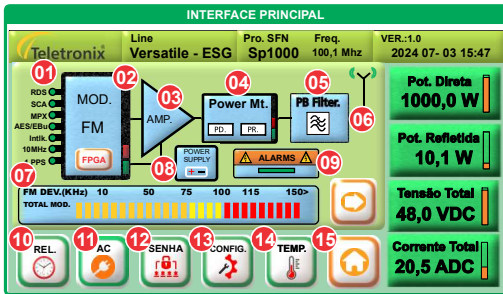 INTERFACE PRINCIPAL
Teletronix
Line
Versatile - ESG
Pro. SFN
Sp1000
Freq.
100,1 Mhz
VER.:1.0
2024 07- 03 15:47
01
RDS
SCA
MPX
AES/EBu
Intlk.
10MHz
1 PPS
02
MOD.
FM
FPGA
03
AMP.
04
Power Mt.
PD. PR.
05
PB Filter.
06
Pot. Direta
1000,0 W
Pot. Refletida
10,1 W
Tensão Total
48,0 VDC
Corrente Total
20,5 ADC
08
POWER
SUPPLY
09
ALARMS
07
FM DEV.(KHz) 10 50 75 100 115 150>
TOTAL MOD.
10
REL.
11
AC
12
SENHA
13
CONFIG.
14
TEMP.
15